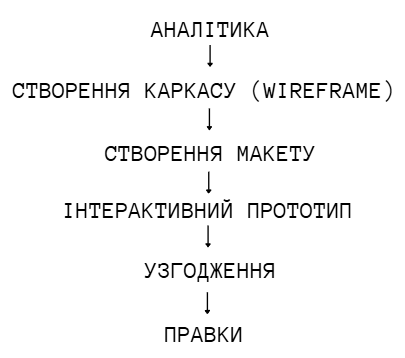 АНАЛІТИКА
СТВОРЕННЯ КАРКАСУ (WIREFRAME)
СТВОРЕННЯ МАКЕТУ
ІНТЕРАКТИВНИЙ ПРОТОТИП
УЗГОДЖЕННЯ
ПРАВКИ